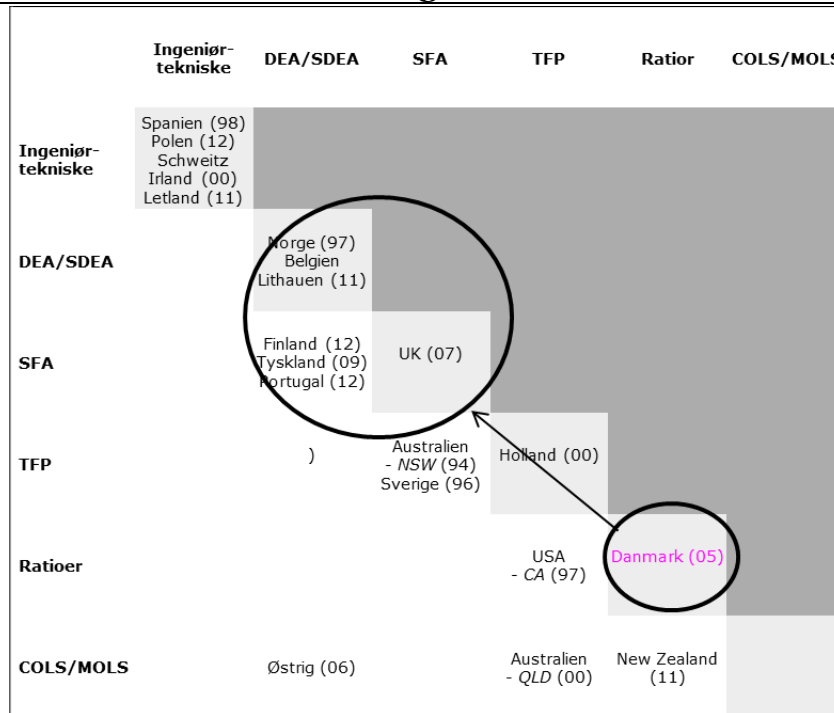 Ingeniør-
tekniske
DEA/SDEA
SFA
TFP
Ratior
COLS/MOLS
Ingeniør-
tekniske
Spanien (98)
Polen (12)
Schweitz
Irland (00)
Letland (11)
DEA/SDEA
Norge (97)
Belgien
Lithauen (11)
SFA
Finland (12)
Tyskland (09)
Portugal (12)
UK (07)
TFP
)
Australien
- NSW (94)
Sverige (96)
Holland (00)
Ratioer
USA
- CA (97)
Danmark (05)
COLS/MOLS
Østrig (06)
Australien
- QLD (00)
New Zealand
(11)